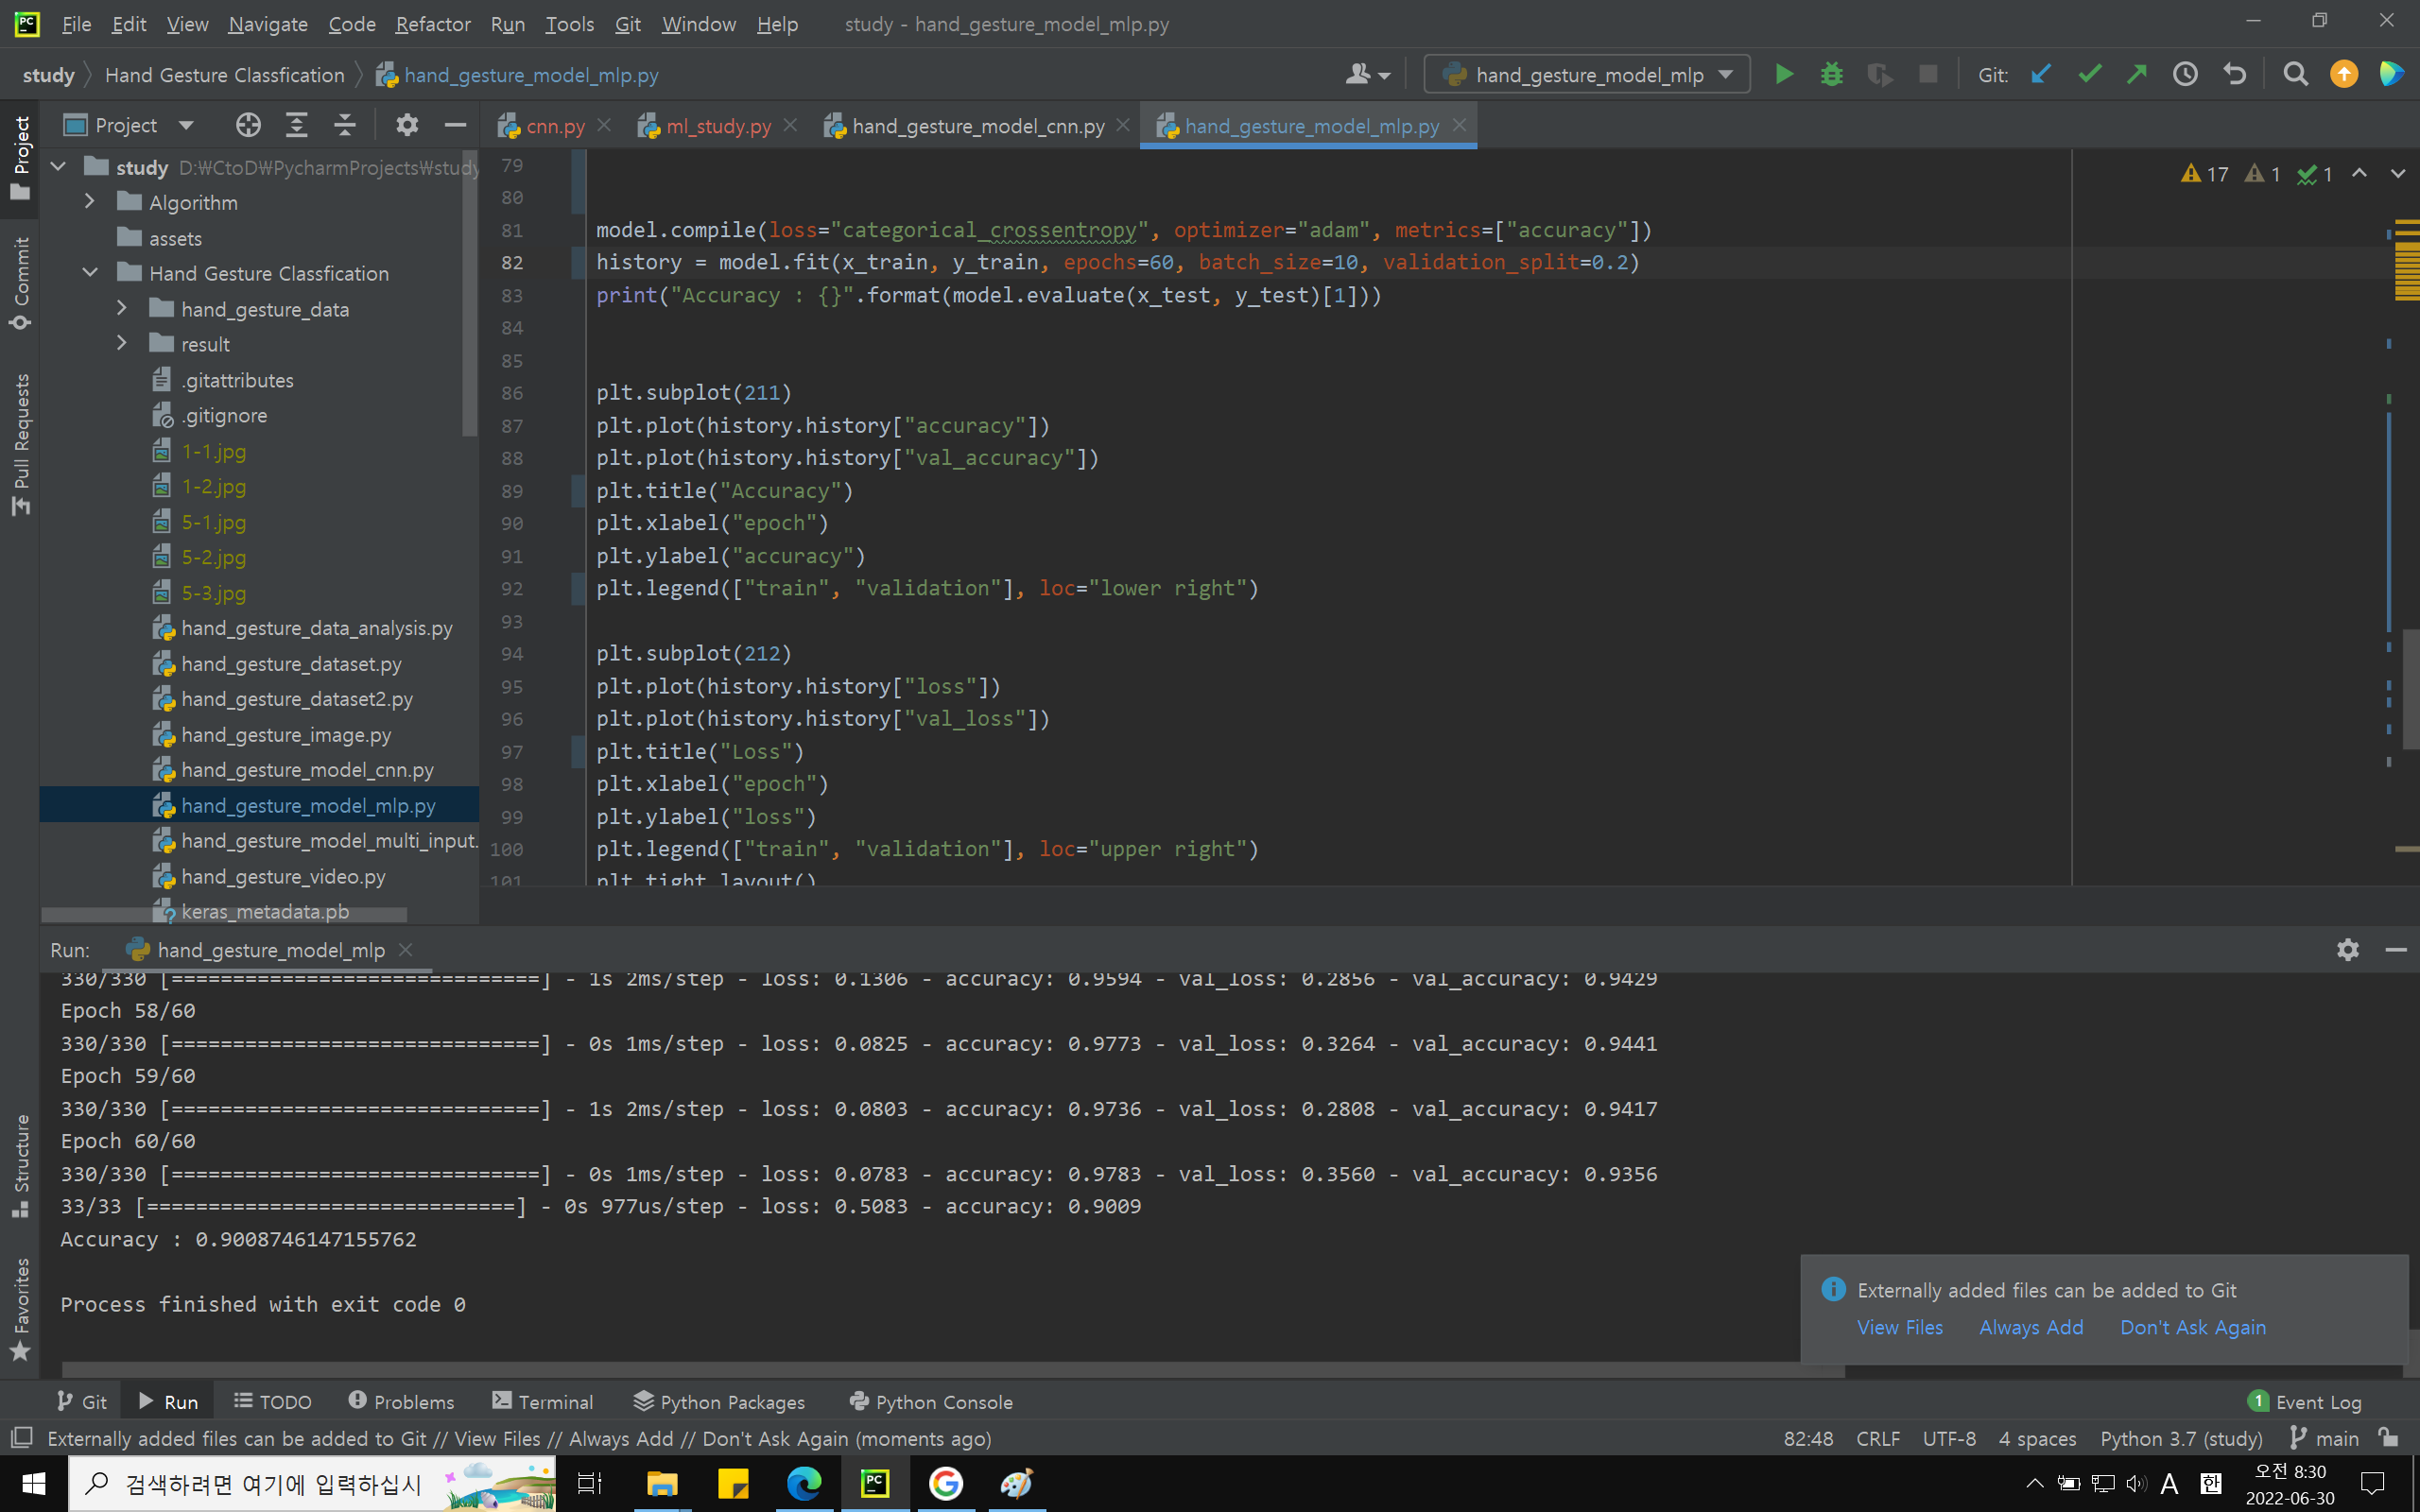 PC File Edit View Navigate Code Refactor Run Tools Git Window Help study - hand_gesture_model_mlp.py
study Hand Gesture Classfication hand_gesture_model_mlp.py hand_gesture_model_mlp Git:
Project cnn.py ml_study.py hand_gesture_model_cnn.py hand_gesture_model_mlp.py
Project
Commit
Pull Requests
Structure
Favorites
study D:₩CtoD₩PycharmProjects₩study
Algorithm
assets
Hand Gesture Classfication
hand_gesture_data
result
.gitattributes
.gitignore
1-1.jpg
1-2.jpg
5-1.jpg
5-2.jpg
5-3.jpg
hand_gesture_data_analysis.py
hand_gesture_dataset.py
hand_gesture_dataset2.py
hand_gesture_image.py
hand_gesture_model_cnn.py
hand_gesture_model_mlp.py
hand_gesture_model_multi_input.
hand_gesture_video.py
keras_metadata.pb
17 1 1
79
80
81 model.compile(loss="categorical_crossentropy", optimizer="adam", metrics=["accuracy"])
82 history = model.fit(x_train, y_train, epochs=60, batch_size=10, validation_split=0.2)
83 print("Accuracy : {}".format(model.evaluate(x_test, y_test)[1]))
84
85
86 plt.subplot(211)
87 plt.plot(history.history["accuracy"])
88 plt.plot(history.history["val_accuracy"])
89 plt.title("Accuracy")
90 plt.xlabel("epoch")
91 plt.ylabel("accuracy")
92 plt.legend(["train", "validation"], loc="lower right")
93
94 plt.subplot(212)
95 plt.plot(history.history["loss"])
96 plt.plot(history.history["val_loss"])
97 plt.title("Loss")
98 plt.xlabel("epoch")
99 plt.ylabel("loss")
100 plt.legend(["train", "validation"], loc="upper right")
101 plt.tight_layout()
Run: hand_gesture_model_mlp
330/330 [==============================] - 1s 2ms/step - loss: 0.1306 - accuracy: 0.9594 - val_loss: 0.2856 - val_accuracy: 0.9429
Epoch 58/60
330/330 [==============================] - 0s 1ms/step - loss: 0.0825 - accuracy: 0.9773 - val_loss: 0.3264 - val_accuracy: 0.9441
Epoch 59/60
330/330 [==============================] - 1s 2ms/step - loss: 0.0803 - accuracy: 0.9736 - val_loss: 0.2808 - val_accuracy: 0.9417
Epoch 60/60
330/330 [==============================] - 0s 1ms/step - loss: 0.0783 - accuracy: 0.9783 - val_loss: 0.3560 - val_accuracy: 0.9356
33/33 [==============================] - 0s 977us/step - loss: 0.5083 - accuracy: 0.9009
Accuracy : 0.9008746147155762
Process finished with exit code 0
Externally added files can be added to Git
View Files Always Add Don't Ask Again
Git Run TODO Problems Terminal Python Packages Python Console 1 Event Log
Externally added files can be added to Git // View Files // Always Add // Don't Ask Again (moments ago) 82:48 CRLF UTF-8 4 spaces Python 3.7 (study) main
검색하려면 여기에 입력하십시 PC A 한 오전 8:30
2022-06-30